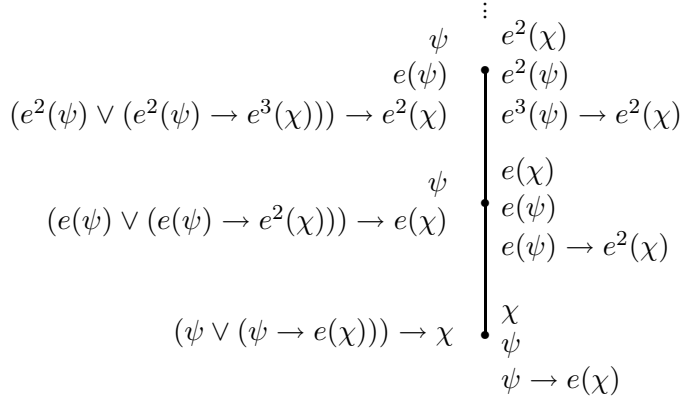 ⋮
ψ e²(χ)
e(ψ) e²(ψ)
(e²(ψ) ∨ (e²(ψ) → e³(χ))) → e²(χ) e³(ψ) → e²(χ)
ψ e(χ)
(e(ψ) ∨ (e(ψ) → e²(χ))) → e(χ) e(ψ)
e(ψ) → e²(χ)
χ
(ψ ∨ (ψ → e(χ))) → χ ψ
ψ → e(χ)